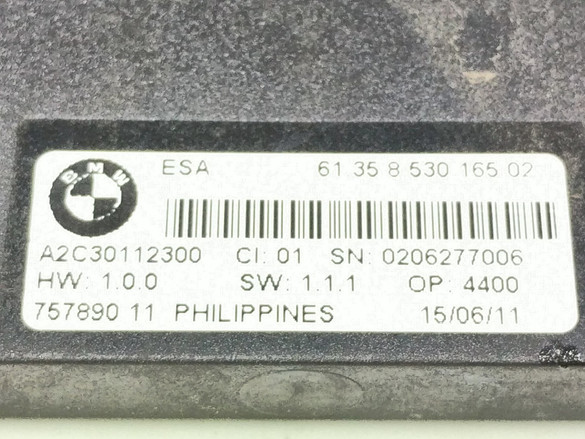 BMW
ESA 61 35 8 530 165 02
A2C30112300 CI: 01 SN: 0206277006
HW: 1.0.0 SW: 1.1.1 OP: 4400
757890 11 PHILIPPINES 15/06/11